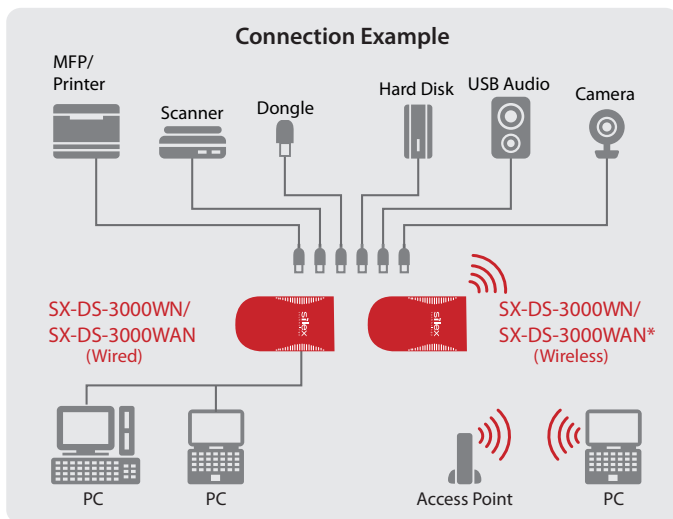 Connection Example
MFP/
Printer
Scanner
Dongle
Hard Disk
USB Audio
Camera
SX-DS-3000WN/
SX-DS-3000WAN
(Wired)
silex
silex
SX-DS-3000WN/
SX-DS-3000WAN*
(Wireless)
PC
PC
Access Point
PC